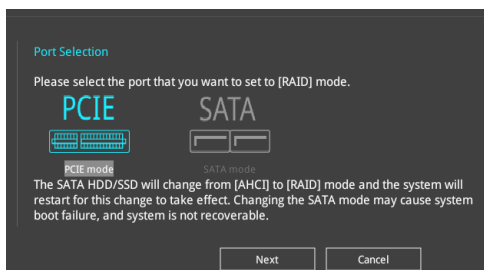 Port Selection
Please select the port that you want to set to [RAID] mode.
PCIE SATA
PCIE mode SATA mode
The SATA HDD/SSD will change from [AHCI] to [RAID] mode and the system will
restart for this change to take effect. Changing the SATA mode may cause system
boot failure, and system is not recoverable.
Next Cancel